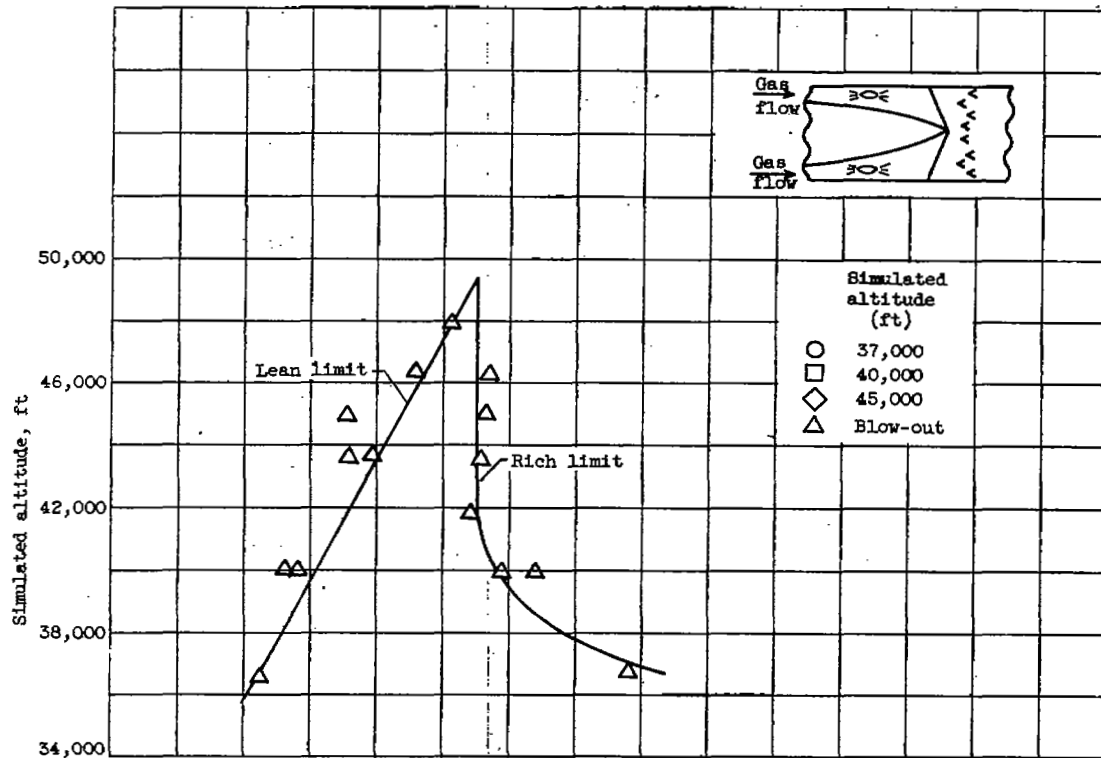 Gas
flow
Gas
flow
50,000
46,000
42,000
38,000
34,000
Simulated altitude, ft
Lean limit
Rich limit
Simulated
altitude
(ft)
37,000
40,000
45,000
Blow-out